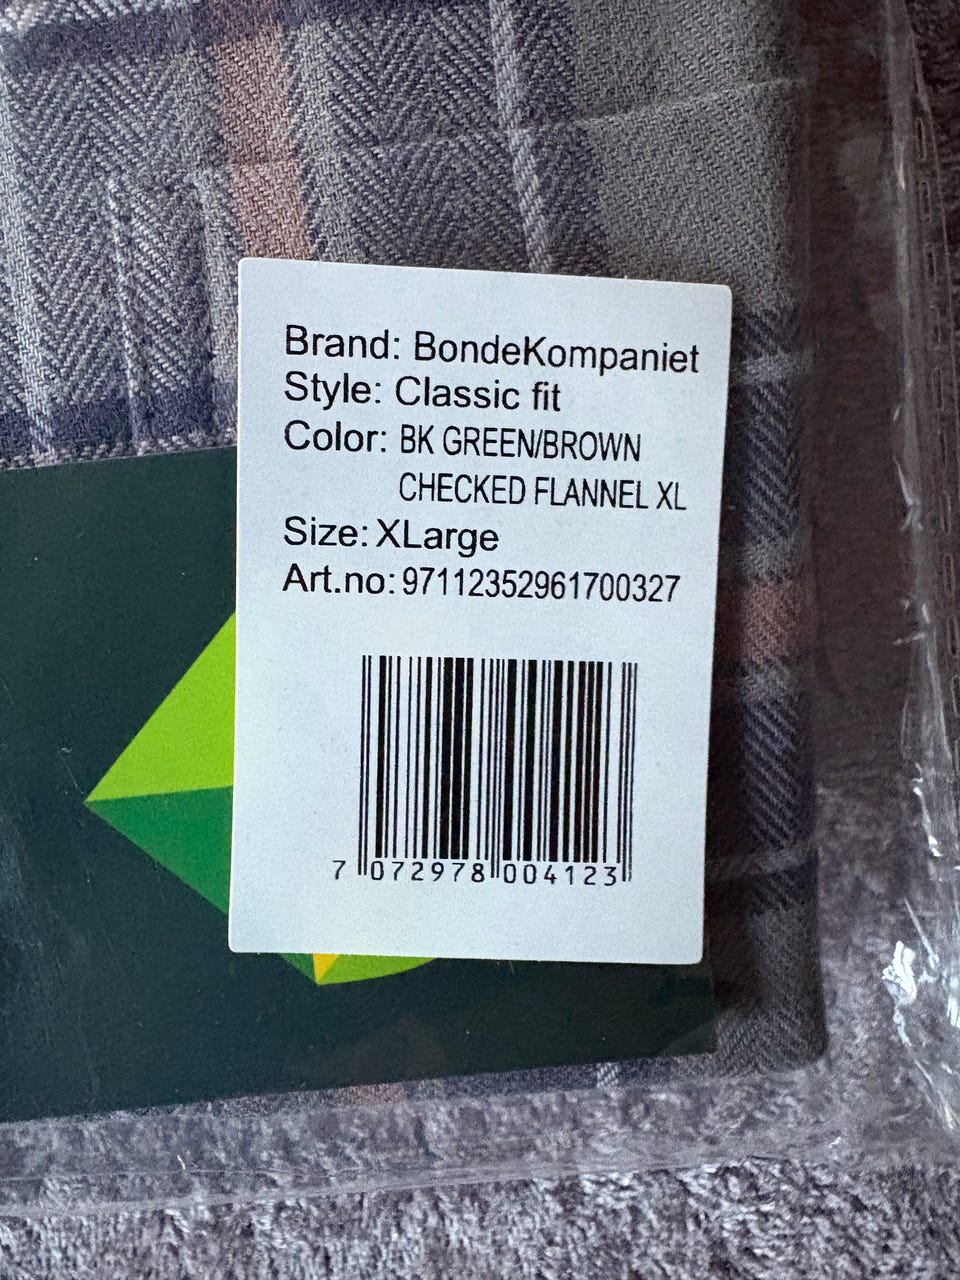 Brand: BondeKompaniet
Style: Classic fit
Color: BK GREEN/BROWN
CHECKED FLANNEL XL
Size: XLarge
Art.no: 97112352961700327
7 072978 004123